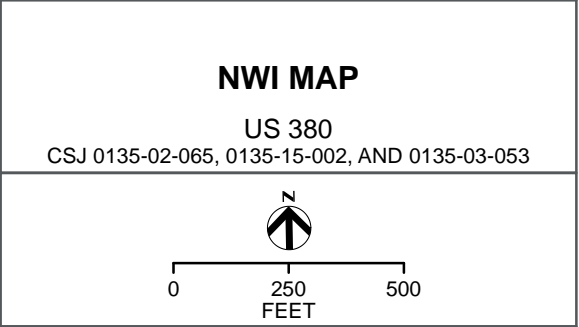 NWI MAP
US 380
CSJ 0135-02-065, 0135-15-002, AND 0135-03-053
N
0 250 500
FEET